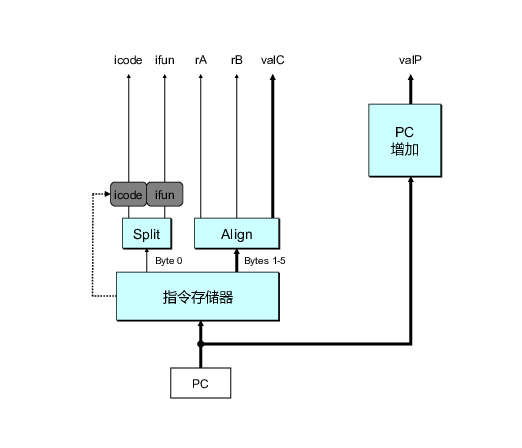 icode ifun rA rB valC valP
PC
增加
icode ifun
Split Align
Byte 0 Bytes 1-5
指令存储器
PC